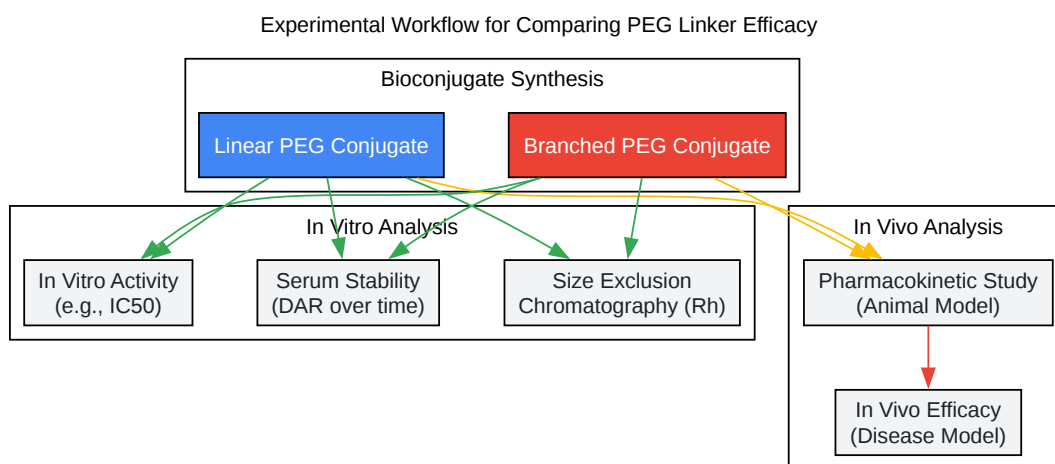 Experimental Workflow for Comparing PEG Linker Efficacy
Bioconjugate Synthesis
Linear PEG Conjugate
Branched PEG Conjugate
In Vitro Analysis
In Vitro Activity
(e.g., IC50)
Serum Stability
(DAR over time)
Size Exclusion
Chromatography (Rh)
In Vivo Analysis
Pharmacokinetic Study
(Animal Model)
In Vivo Efficacy
(Disease Model)